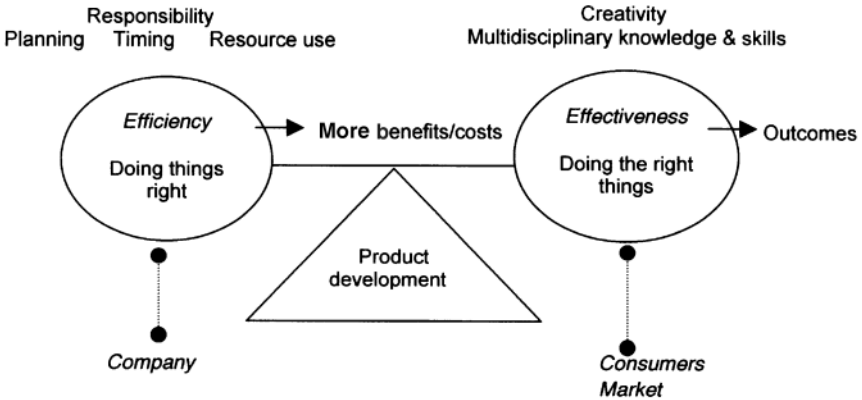 Responsibility
Planning Timing Resource use
Creativity
Multidisciplinary knowledge & skills
Efficiency
Doing things
right
More benefits/costs
Effectiveness
Doing the right
things
Outcomes
Product
development
Company
Consumers
Market